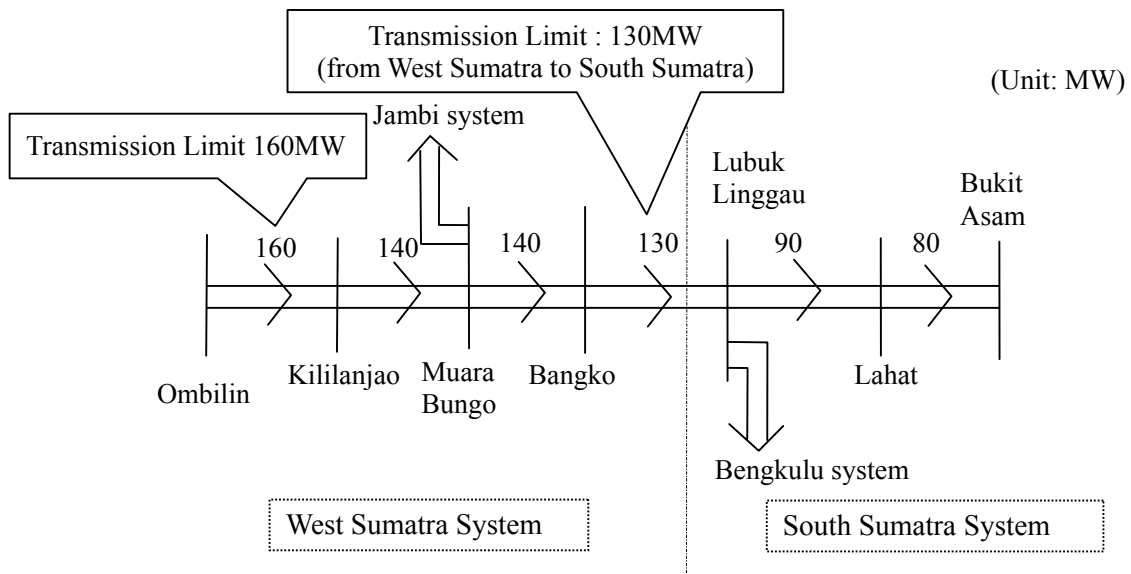 Transmission Limit : 130MW
(from West Sumatra to South Sumatra)
(Unit: MW)
Jambi system
Transmission Limit 160MW
Lubuk
Linggau
Bukit
Asam
160
140
140
130
90
80
Ombilin
Kililanjao
Muara
Bungo
Bangko
Lahat
Bengkulu system
West Sumatra System
South Sumatra System